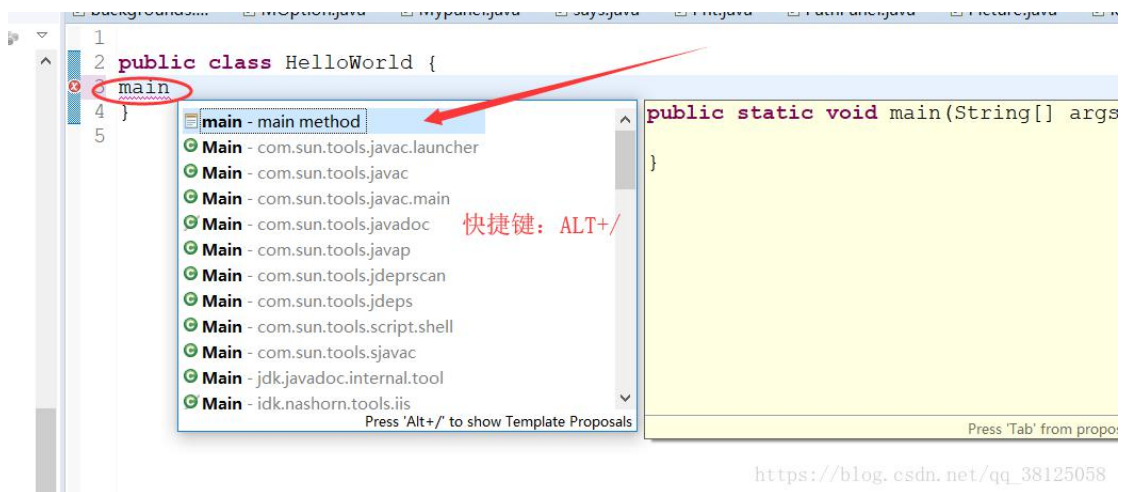 1
2 public class HelloWorld {
3 main
4 }
5
main - main method
Main - com.sun.tools.javac.launcher
Main - com.sun.tools.javac
Main - com.sun.tools.javac.main
Main - com.sun.tools.javadoc
Main - com.sun.tools.javap
Main - com.sun.tools.jdeprscan
Main - com.sun.tools.jdeps
Main - com.sun.tools.script.shell
Main - com.sun.tools.sjavac
Main - jdk.javadoc.internal.tool
Main - jdk.nashorn.tools.jjs
Press 'Alt+/' to show Template Proposals
快捷键：ALT+/
public static void main(String[] args
}
Press 'Tab' from propo
https://blog.csdn.net/qq_38125058